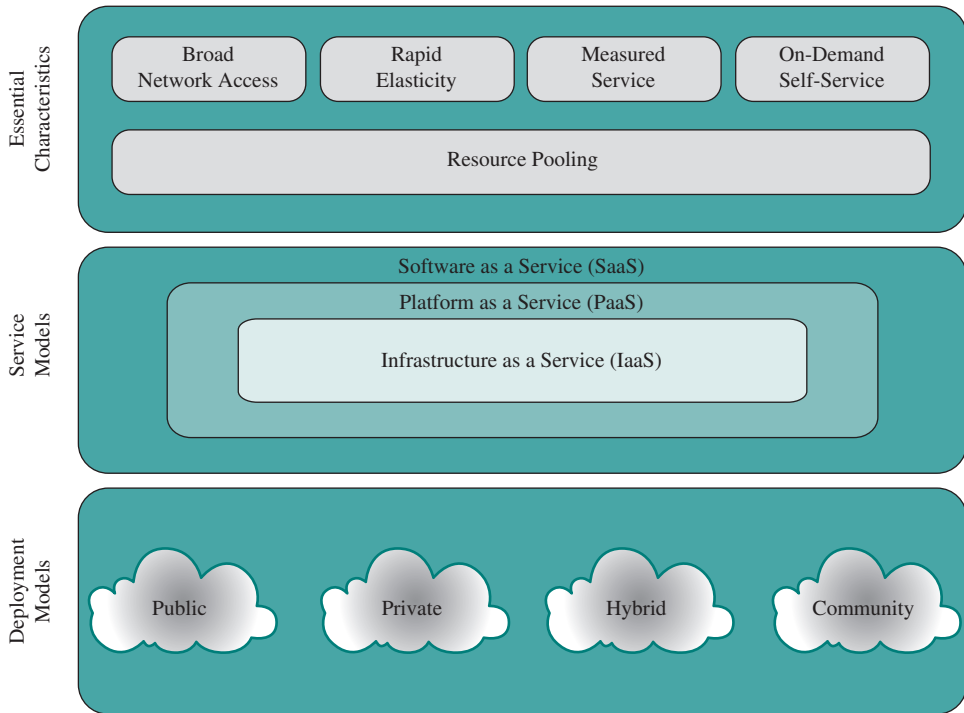 Essential
Characteristics
Broad
Network Access
Rapid
Elasticity
Measured
Service
On-Demand
Self-Service
Resource Pooling
Service
Models
Software as a Service (SaaS)
Platform as a Service (PaaS)
Infrastructure as a Service (IaaS)
Deployment
Models
Public
Private
Hybrid
Community